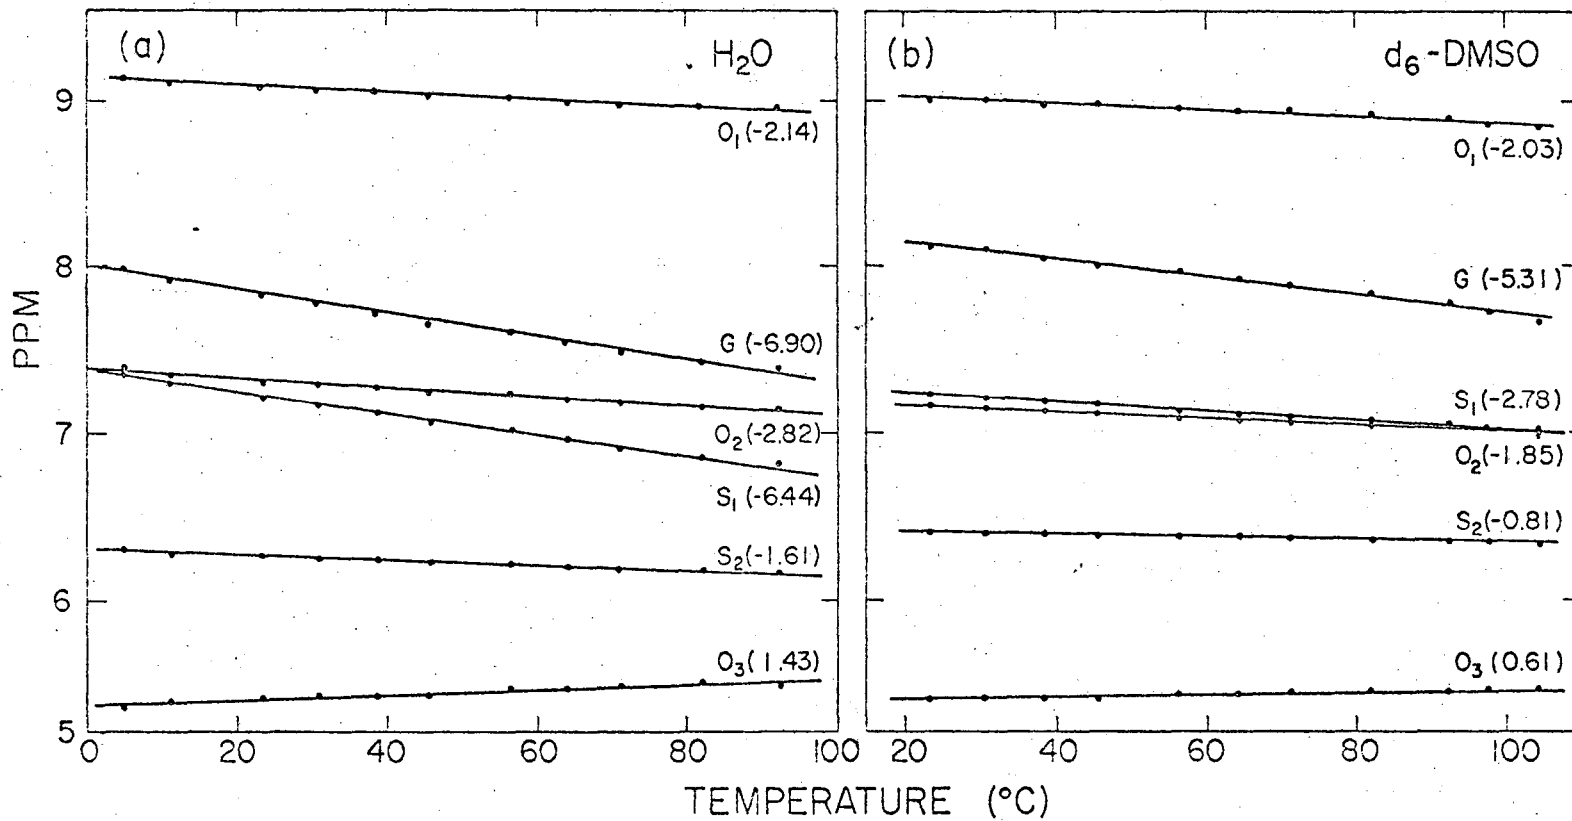 (a) H₂O
(b) d₆-DMSO
PPM
9
8
7
6
5
O₁(-2.14)
G(-6.90)
O₂(-2.82)
S₁(-6.44)
S₂(-1.61)
O₃(1.43)
O₁(-2.03)
G (-5.31)
S₁(-2.78)
O₂(-1.85)
S₂(-0.81)
O₃(0.61)
0 20 40 60 80 100
20 40 60 80 100
TEMPERATURE (°C)